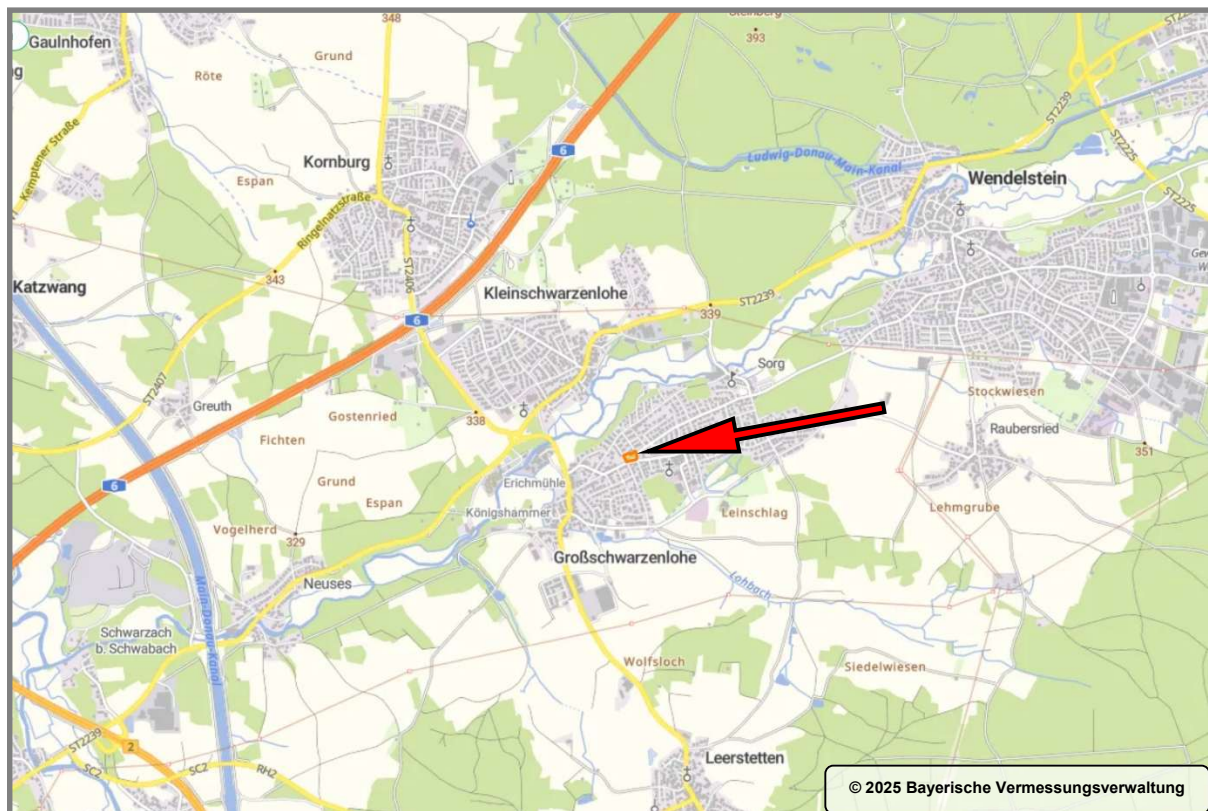 Steinberg
393
348
Gaulnhofen
Grund
Röte
Kemptener Straße
Kornburg
6
Espan
Ringelnatzstraße
ST2406
343
Katzwang
Ludwig-Donau-Main-Kanal
ST2239
ST2225
Wendelstein
ST2225
Kleinschwarzenlohe
6
339
ST2239
Sorg
Stockwiesen
Raubersried
351
ST2407
Greuth
Gostenried
338
Fichten
6
Grund
Espan
Erichmühle
Königshammer
Leinschlag
Lehmgrube
Vogelherd
329
Großschwarzenlohe
Neuses
Lohbach
Main-Donau-Kanal
Schwarzach
b. Schwabach
Wolfsloch
Siedelwiesen
ST2239
2
SC2
SC2
RH2
Leerstetten
© 2025 Bayerische Vermessungsverwaltung